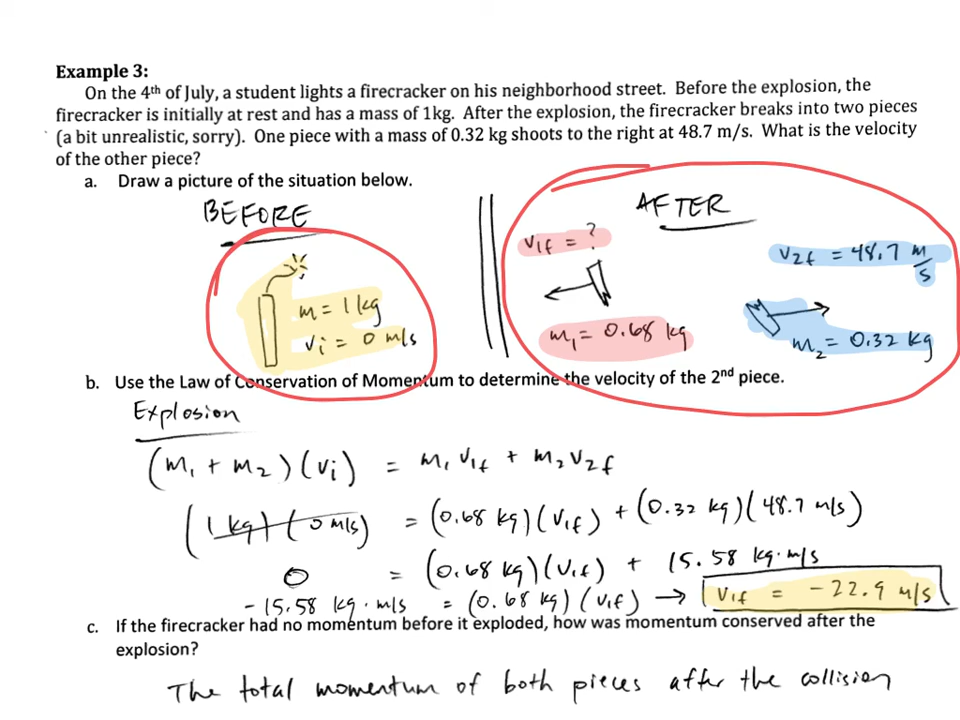 Example 3:
On the 4th of July, a student lights a firecracker on his neighborhood street. Before the explosion, the
firecracker is initially at rest and has a mass of 1kg. After the explosion, the firecracker breaks into two pieces
(a bit unrealistic, sorry). One piece with a mass of 0.32 kg shoots to the right at 48.7 m/s. What is the velocity
of the other piece?
a. Draw a picture of the situation below.
BEFORE
m = 1 kg
vi = 0 m/s
AFTER
v1f = ?
m1 = 0.68 kg
v2f = 48.7 m/s
m2 = 0.32 kg
b. Use the Law of Conservation of Momentum to determine the velocity of the 2nd piece.
Explosion
(m1 + m2)(vi) = m1 v1f + m2 v2f
(1 kg)(0 m/s) = (0.68 kg)(v1f) + (0.32 kg)(48.7 m/s)
0 = (0.68 kg)(v1f) + 15.58 kg·m/s
-15.58 kg·m/s = (0.68 kg)(v1f) → v1f = -22.9 m/s
c. If the firecracker had no momentum before it exploded, how was momentum conserved after the
explosion?
The total momentum of both pieces after the collision